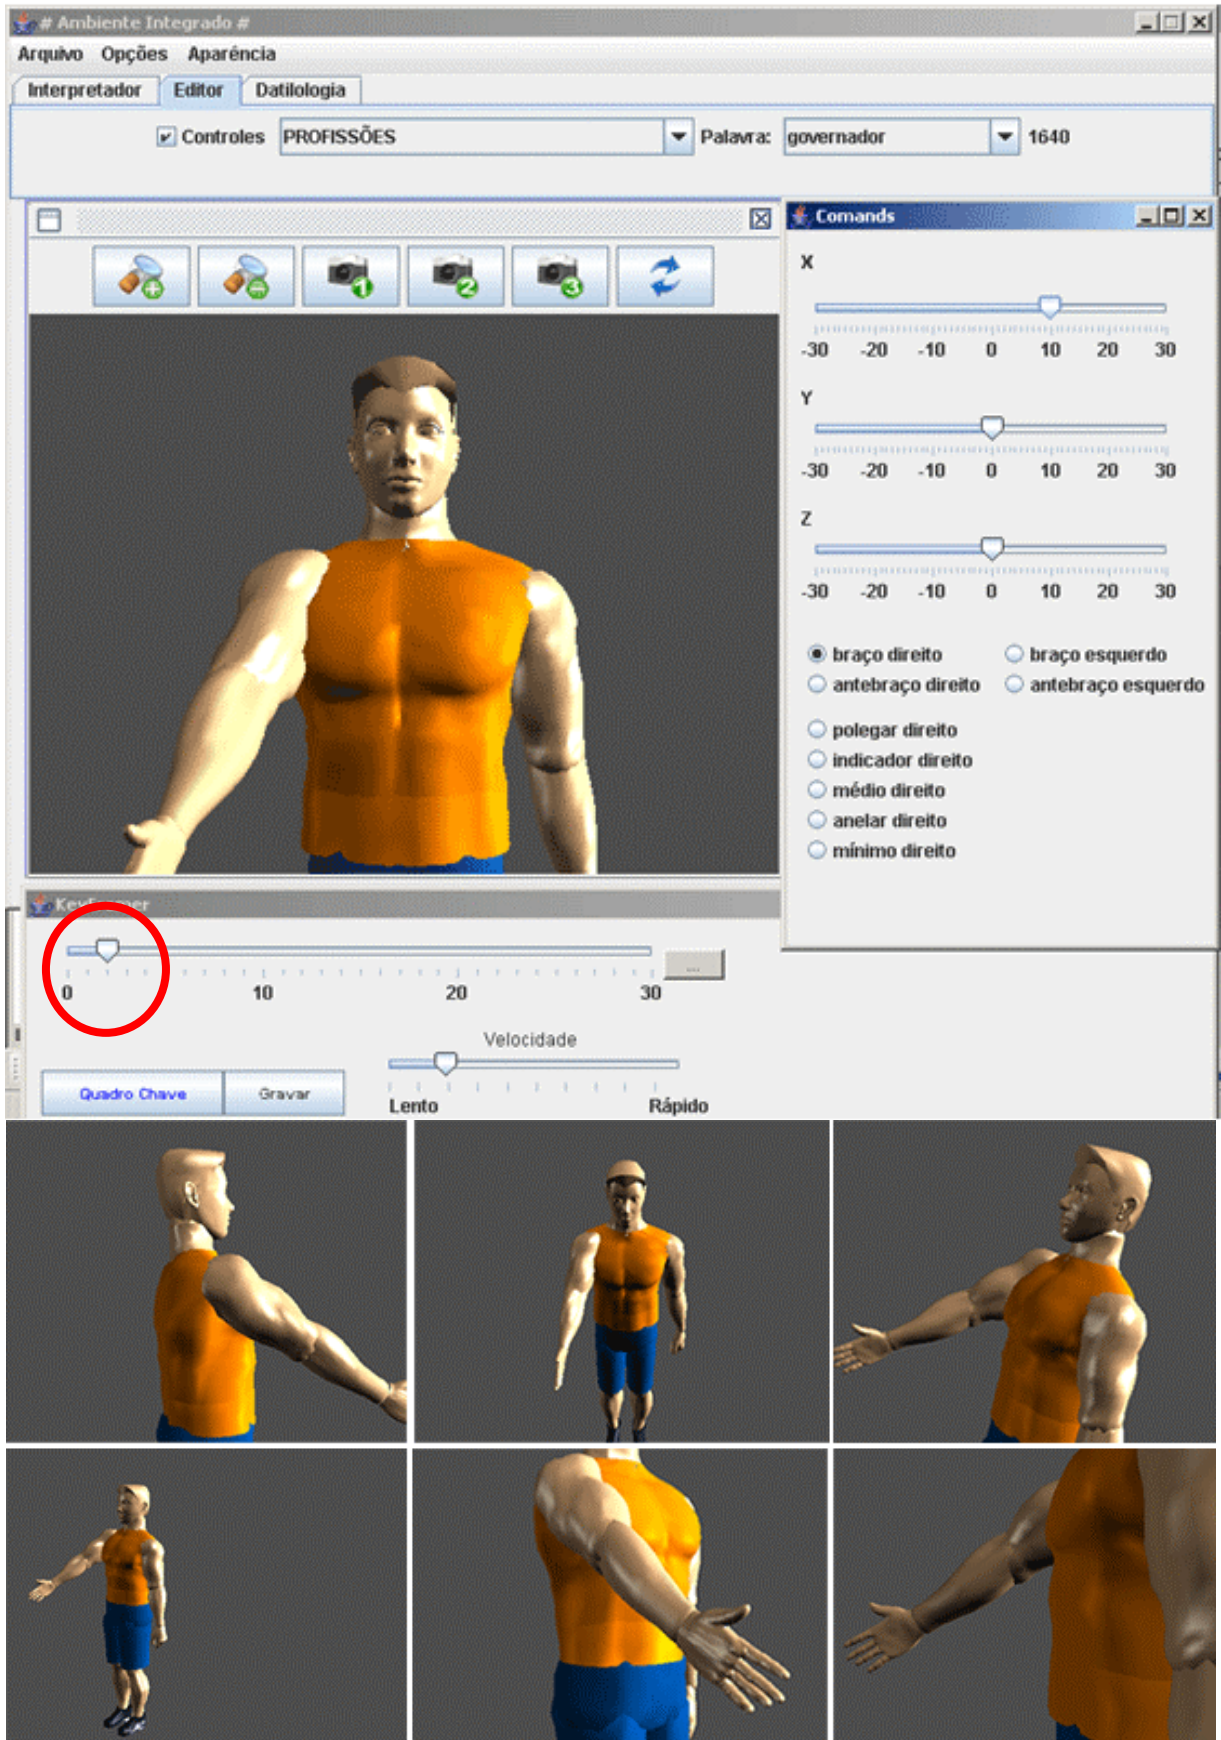 # Ambiente Integrado #
Arquivo Opções Aparência
Interpretador Editor Datilologia
Controles PROFISSÕES Palavra: governador 1640
Comands
1 2 3
X
-30 -20 -10 0 10 20 30
Y
-30 -20 -10 0 10 20 30
Z
-30 -20 -10 0 10 20 30
braço direito braço esquerdo
antebraço direito antebraço esquerdo
polegar direito
indicador direito
médio direito
anelar direito
mínimo direito
...
0 10 20 30
Velocidade
Quadro Chave Gravar
Lento Rápido